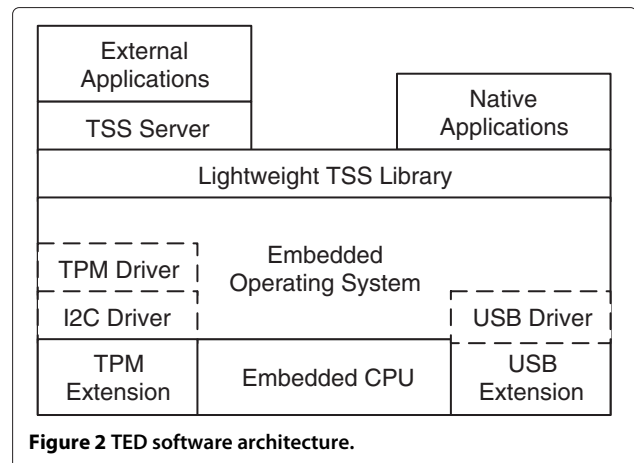 External
Applications
TSS Server
Native
Applications
Lightweight TSS Library
Embedded
Operating System
TPM Driver
I2C Driver
USB Driver
TPM
Extension
Embedded CPU
USB
Extension
Figure 2 TED software architecture.